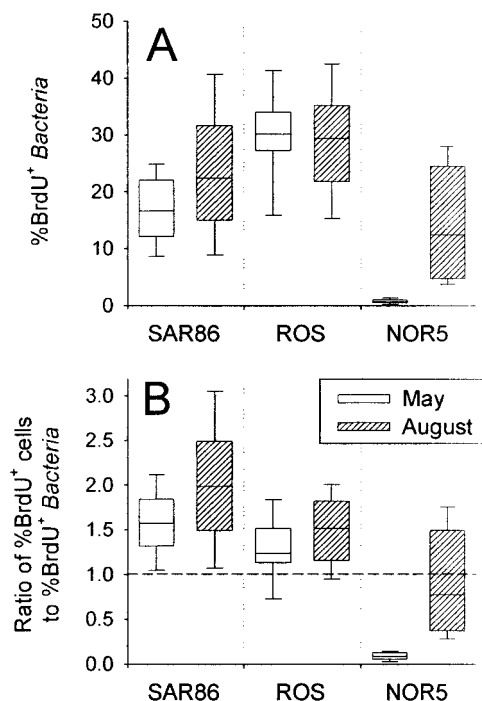 A
%BrdU⁺ Bacteria
50
40
30
20
10
0
SAR86 ROS NOR5
B
May
August
Ratio of %BrdU⁺ cells
to %BrdU⁺ Bacteria
3.0
2.5
2.0
1.5
1.0
0.5
0.0
SAR86 ROS NOR5